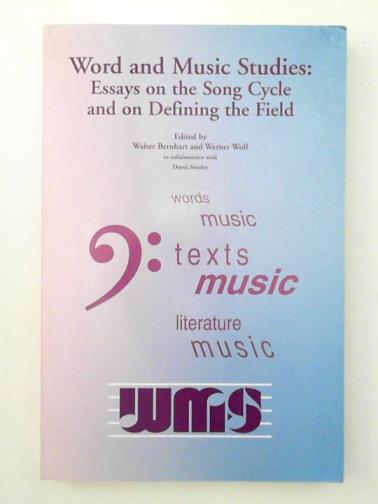 Word and Music Studies:
Essays on the Song Cycle
and on Defining the Field
Edited by
Walter Bernhart and Werner Wolf
in collaboration with
David Mosley
words
music
texts
music
literature
music
WMS